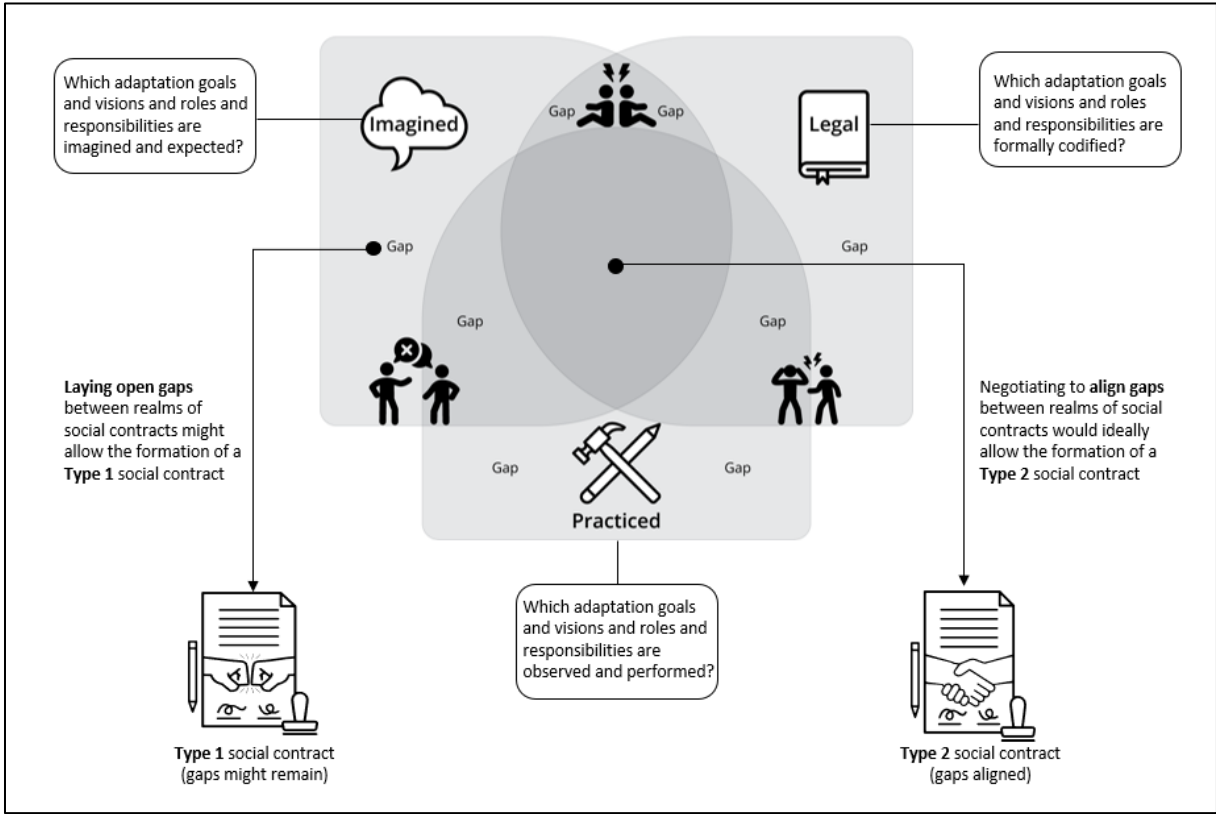 Which adaptation goals
and visions and roles and
responsibilities are
imagined and expected?
Imagined
Gap
Gap
Legal
Which adaptation goals
and visions and roles
and responsibilities are
formally codified?
Gap
Gap
Gap
Gap
Laying open gaps
between realms of
social contracts might
allow the formation of a
Type 1 social contract
Negotiating to align gaps
between realms of social
contracts would ideally
allow the formation of a
Type 2 social contract
Gap
Gap
Practiced
Which adaptation goals
and visions and roles and
responsibilities are
observed and performed?
Type 1 social contract
(gaps might remain)
Type 2 social contract
(gaps aligned)